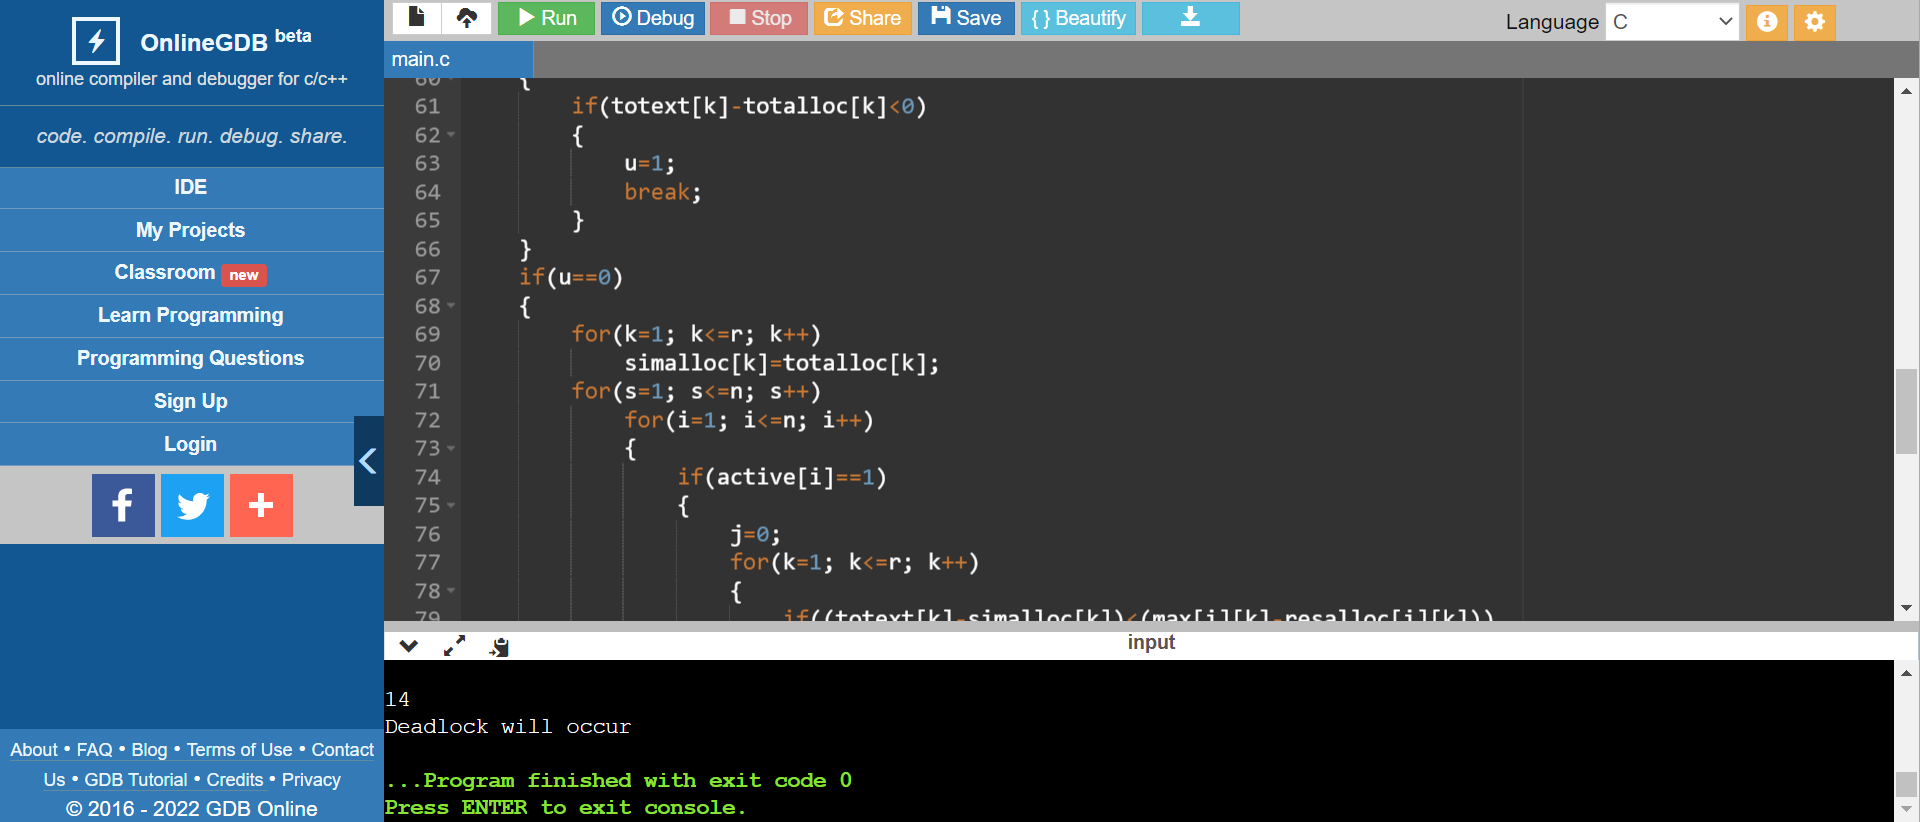 OnlineGDB beta
online compiler and debugger for c/c++
code. compile. run. debug. share.
IDE
My Projects
Classroom new
Learn Programming
Programming Questions
Sign Up
Login
About • FAQ • Blog • Terms of Use • Contact
Us • GDB Tutorial • Credits • Privacy
© 2016 - 2022 GDB Online
Run Debug Stop Share Save { } Beautify
Language C
main.c
60 {
61 if(totext[k]-totalloc[k]<0)
62 {
63 u=1;
64 break;
65 }
66 }
67 if(u==0)
68 {
69 for(k=1; k<=r; k++)
70 simalloc[k]=totalloc[k];
71 for(s=1; s<=n; s++)
72 for(i=1; i<=n; i++)
73 {
74 if(active[i]==1)
75 {
76 j=0;
77 for(k=1; k<=r; k++)
78 {
79 if((totext[k]-simalloc[k])<(max[i][k]-resalloc[i][k]))
input
14
Deadlock will occur
...Program finished with exit code 0
Press ENTER to exit console.